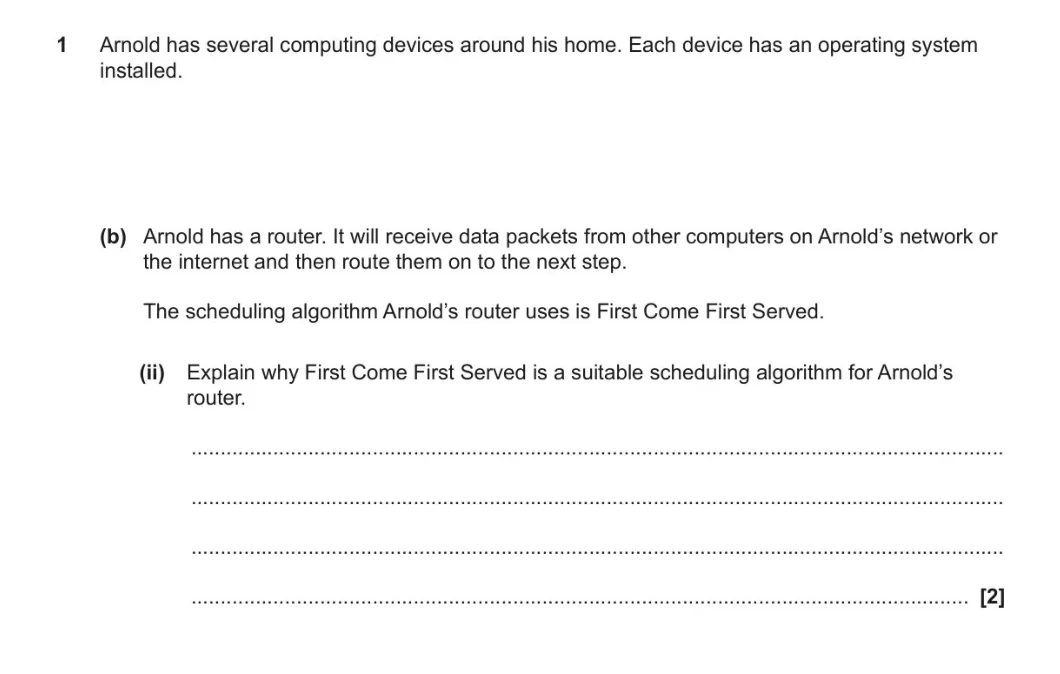 1 Arnold has several computing devices around his home. Each device has an operating system
installed.
(b) Arnold has a router. It will receive data packets from other computers on Arnold’s network or
the internet and then route them on to the next step.
The scheduling algorithm Arnold’s router uses is First Come First Served.
(ii) Explain why First Come First Served is a suitable scheduling algorithm for Arnold’s
router.
[2]